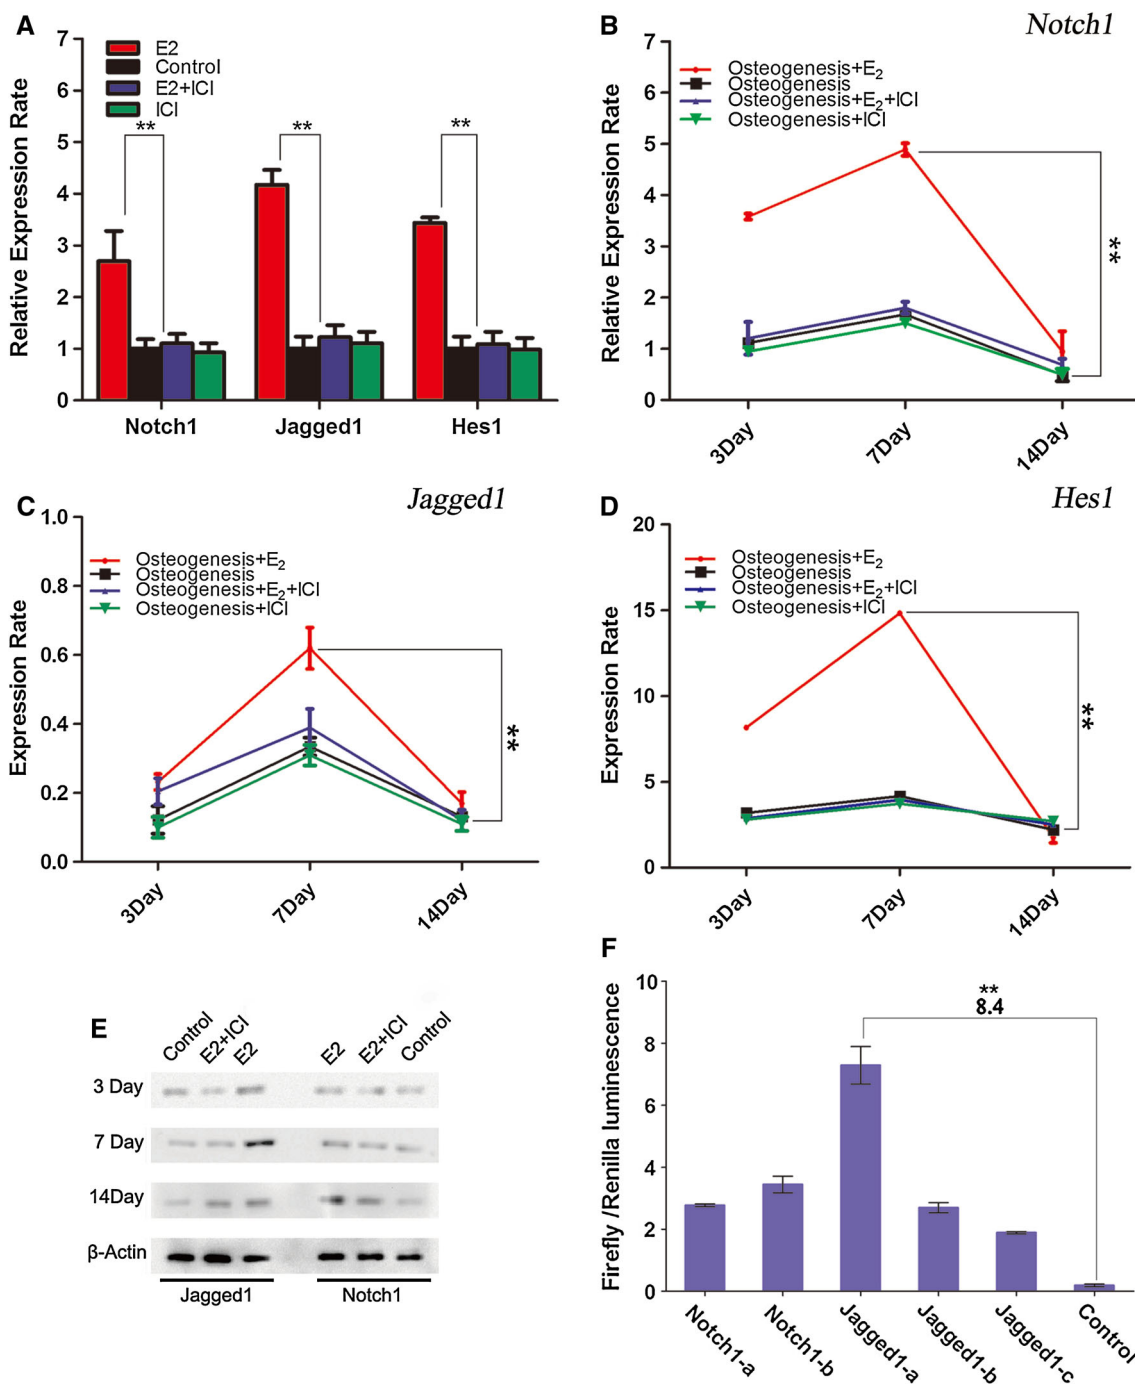 A
Relative Expression Rate
7
6
5
4
3
2
1
0
E2
Control
E2+ICI
ICI
**
**
**
Notch1
Jagged1
Hes1
B
Notch1
Relative Expression Rate
7
6
5
4
3
2
1
0
Osteogenesis+E2
Osteogenesis
Osteogenesis+E2+ICI
Osteogenesis+ICI
**
3Day
7Day
14Day
C
Jagged1
Expression Rate
1.0
0.8
0.6
0.4
0.2
0.0
Osteogenesis+E2
Osteogenesis
Osteogenesis+E2+ICI
Osteogenesis+ICI
**
3Day
7Day
14Day
D
Hes1
Expression Rate
20
15
10
5
0
Osteogenesis+E2
Osteogenesis
Osteogenesis+E2+ICI
Osteogenesis+ICI
**
3Day
7Day
14Day
E
Control
E2+ICI
E2
E2
E2+ICI
Control
3 Day
7 Day
14Day
β-Actin
Jagged1
Notch1
F
Firefly /Renilla luminescence
10
8
6
4
2
0
**
8.4
Notch1-a
Notch1-b
Jagged1-a
Jagged1-b
Jagged1-c
Control